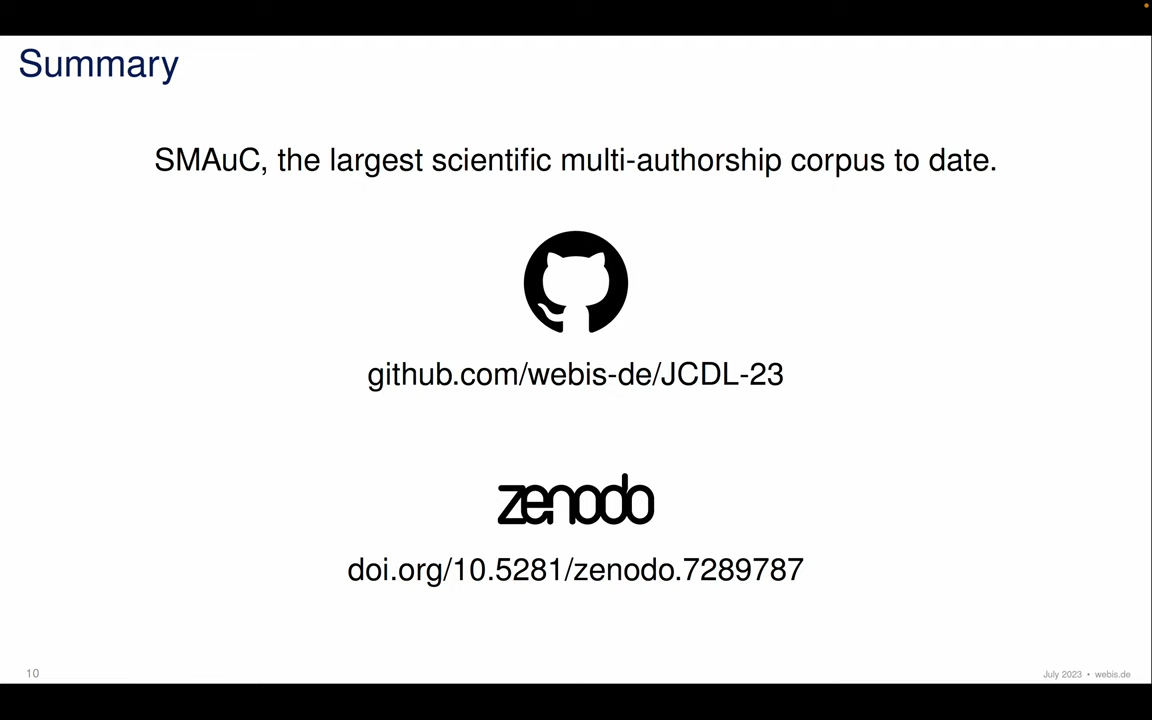 Summary
SMAuC, the largest scientific multi-authorship corpus to date.
github.com/webis-de/JCDL-23
zenodo
doi.org/10.5281/zenodo.7289787
10
July 2023 • webis.de